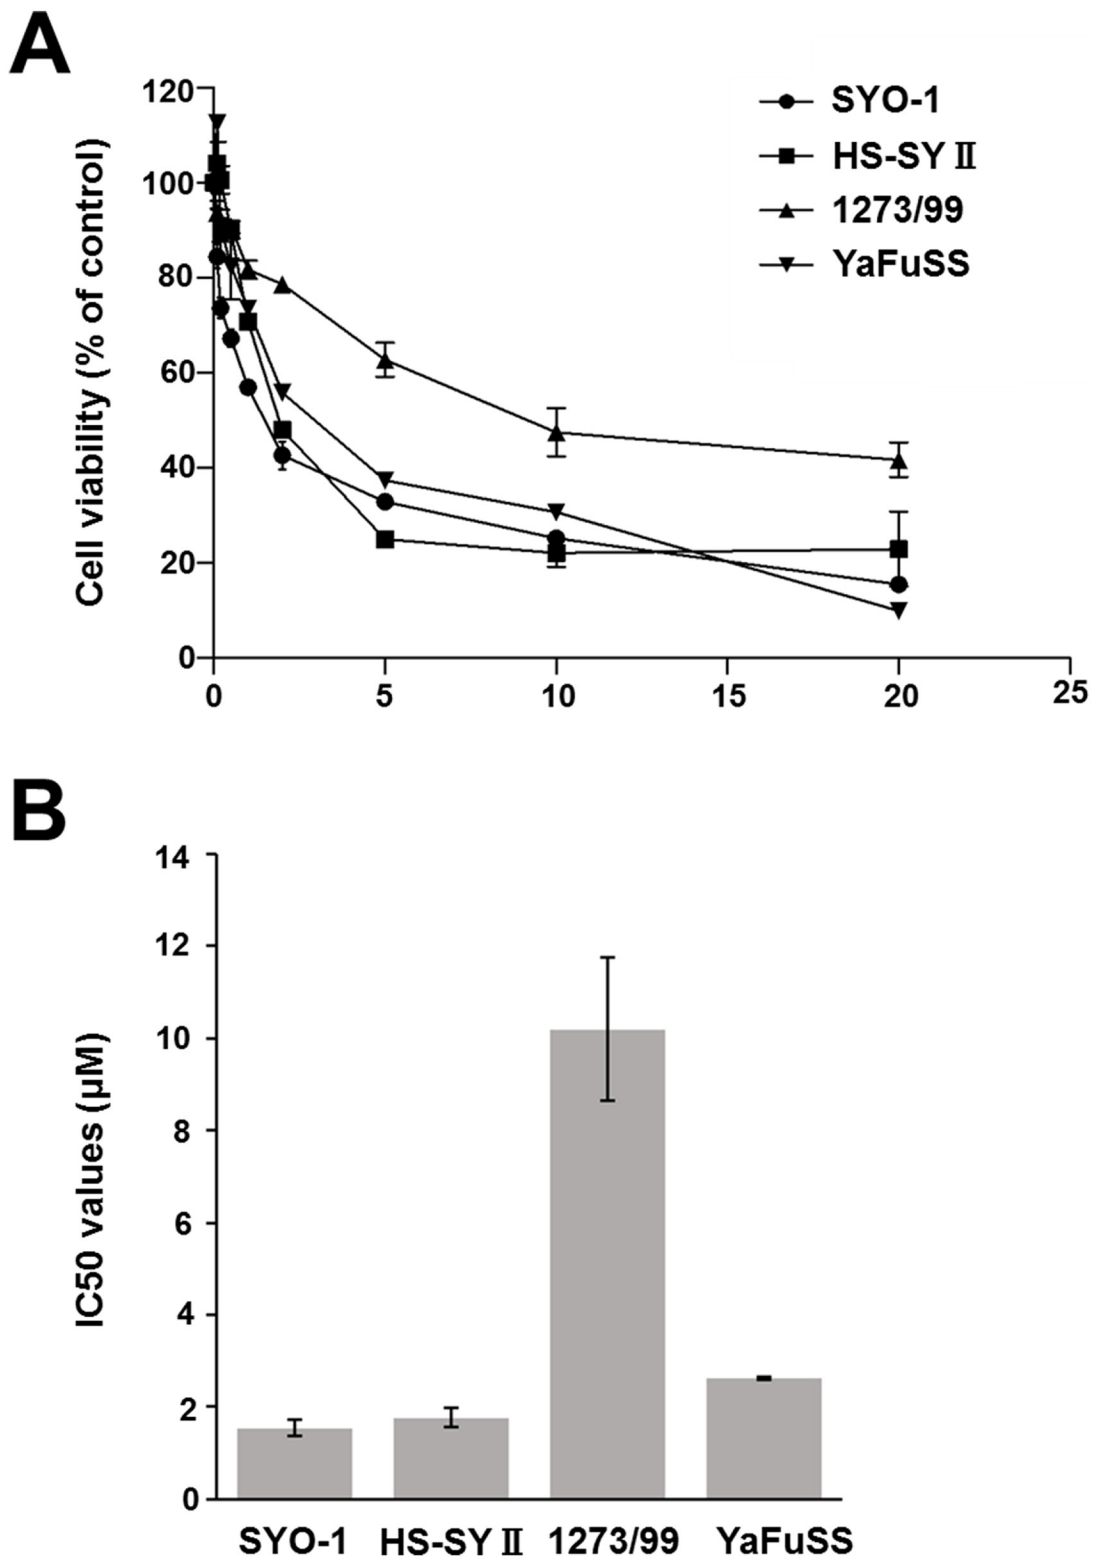 A
Cell viability (% of control)
120
100
80
60
40
20
0
0 5 10 15 20 25
SYO-1
HS-SY Ⅱ
1273/99
YaFuSS
B
IC50 values (μM)
14
12
10
8
6
4
2
0
SYO-1 HS-SY Ⅱ 1273/99 YaFuSS